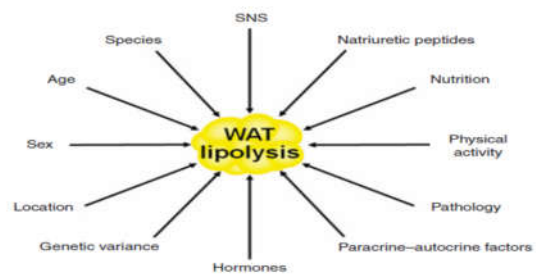 SNS
Species
Natriuretic peptides
Age
Nutrition
WAT
lipolysis
Sex
Physical
activity
Location
Pathology
Genetic variance
Paracrine–autocrine factors
Hormones